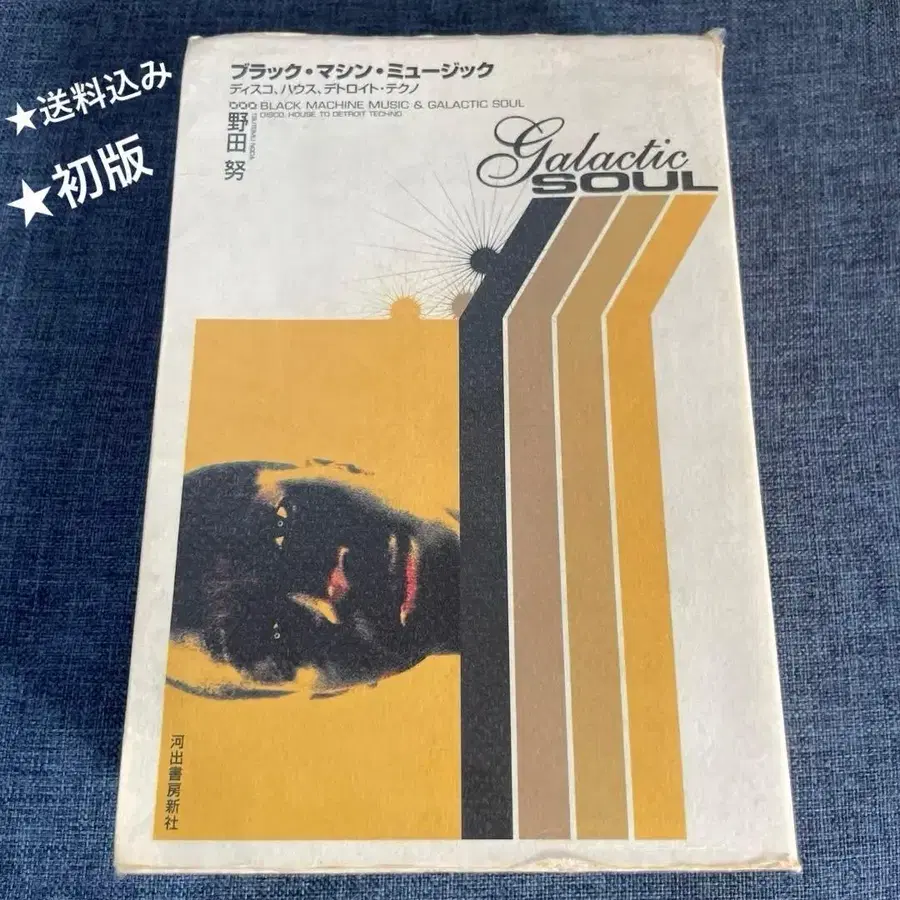 ★送料込み
★初版
ブラック・マシン・ミュージック
ディスコ、ハウス、デトロイト・テクノ
BLACK MACHINE MUSIC & GALACTIC SOUL
DISCO, HOUSE TO DETROIT TECHNO
野田 努
TSUTOMU NODA
Galactic
SOUL
河出書房新社